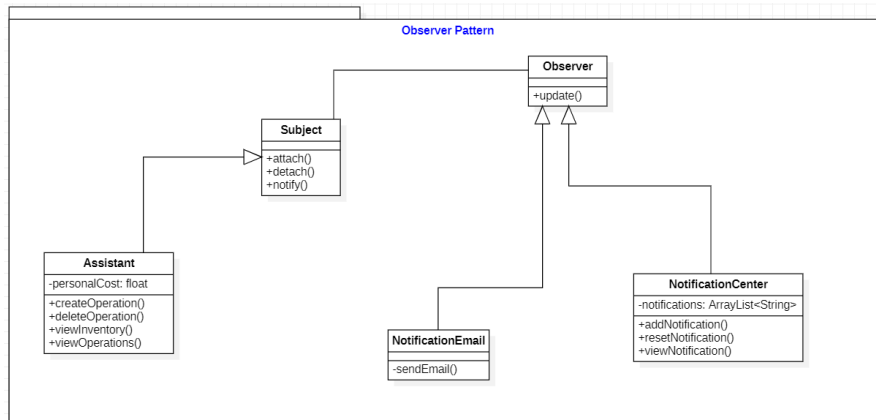 Observer Pattern
Observer
+update()
Subject
+attach()
+detach()
+notify()
Assistant
-personalCost: float
+createOperation()
+deleteOperation()
+viewInventory()
+viewOperations()
NotificationEmail
-sendEmail()
NotificationCenter
-notifications: ArrayList<String>
+addNotification()
+resetNotification()
+viewNotification()